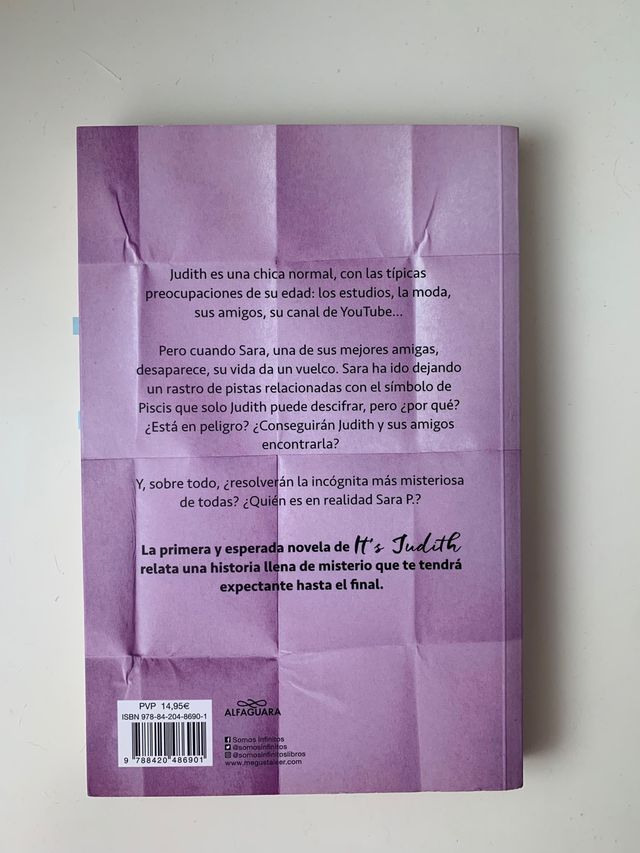 Judith es una chica normal, con las típicas
preocupaciones de su edad: los estudios, la moda,
sus amigos, su canal de YouTube...
Pero cuando Sara, una de sus mejores amigas,
desaparece, su vida da un vuelco. Sara ha ido dejando
un rastro de pistas relacionadas con el símbolo de
Piscis que solo Judith puede descifrar, pero ¿por qué?
¿Está en peligro? ¿Conseguirán Judith y sus amigos
encontrarla?
Y, sobre todo, ¿resolverán la incógnita más misteriosa
de todas? ¿Quién es en realidad Sara P.?
La primera y esperada novela de It's Judith
relata una historia llena de misterio que te tendrá
expectante hasta el final.
PVP 14,95€
ISBN 978-84-204-8690-1
9 788420 486901
ALFAGUARA
Somos Infinitos
@somosinfinitos
@somosinfinitoslibros
www.megustaleer.com